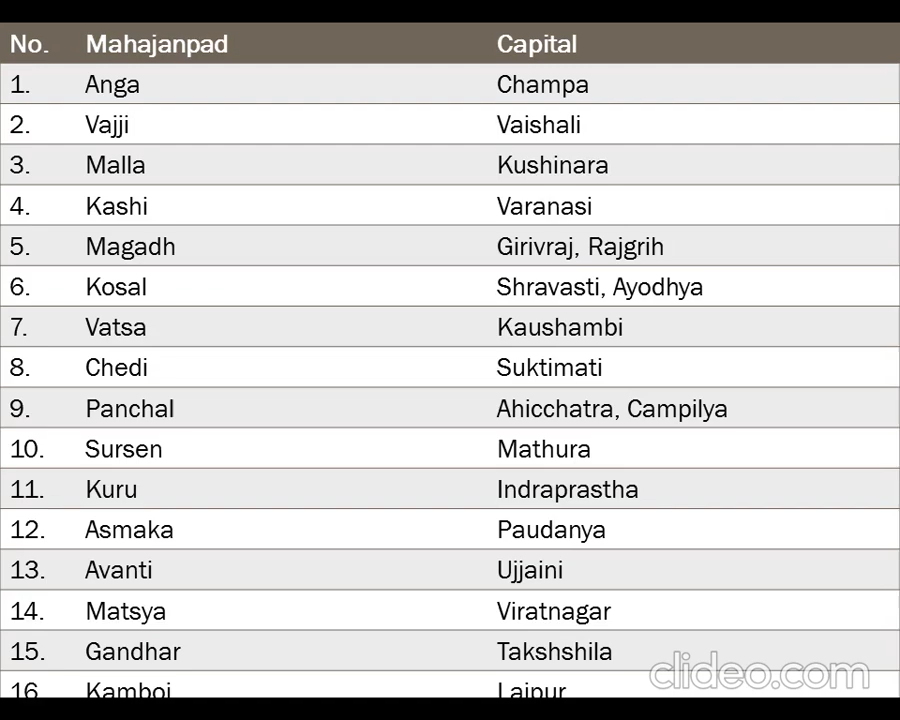 No. Mahajanpad Capital
1. Anga Champa
2. Vajji Vaishali
3. Malla Kushinara
4. Kashi Varanasi
5. Magadh Girivraj, Rajgrih
6. Kosal Shravasti, Ayodhya
7. Vatsa Kaushambi
8. Chedi Suktimati
9. Panchal Ahicchatra, Campilya
10. Sursen Mathura
11. Kuru Indraprastha
12. Asmaka Paudanya
13. Avanti Ujjaini
14. Matsya Viratnagar
15. Gandhar Takshshila
clideo.com
16. Kamboj Lajpur